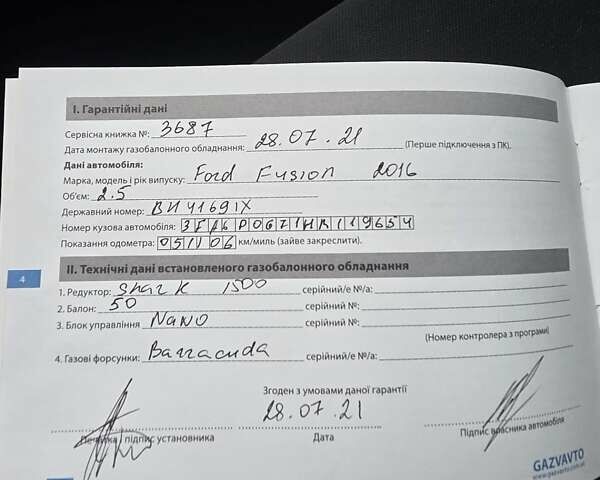 I. Гарантійні дані
Сервісна книжка №: 3687
Дата монтажу газобалонного обладнання: 28.07.21 (Перше підключення з ПК).
Дані автомобіля:
Марка, модель і рік випуску: Ford Fusion 2016
Об'єм: 2.5
Державний номер: ВН4169ІХ
Номер кузова автомобіля: 3FA6P0G71HR119654
Показання одометра: 051106 км/миль (зайве закреслити).
4
II. Технічні дані встановленого газобалонного обладнання
1. Редуктор: Shark 1500 серійний/е №/а:
2. Балон: 50 серійний №:
3. Блок управління NANO серійний №:
(Номер контролера з програми)
4. Газові форсунки: Barracuda серійний/е №/а:
Згоден з умовами даної гарантії
28.07.21
Печатка, підпис установника Дата Підпис власника автомобіля
GAZVAVTO
www.gazvavto.com.ua